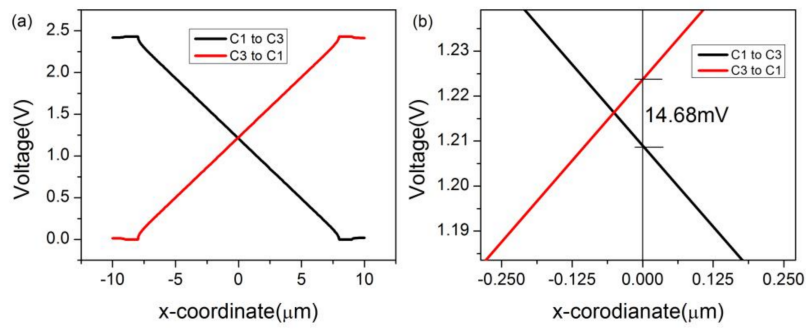 (a)
C1 to C3
C3 to C1
2.5
2.0
1.5
1.0
0.5
0.0
Voltage(V)
-10
-5
0
5
10
x-coordinate(μm)
(b)
C1 to C3
C3 to C1
1.23
1.22
1.21
1.20
1.19
Voltage(V)
14.68mV
-0.250
-0.125
0.000
0.125
0.250
x-corodianate(μm)